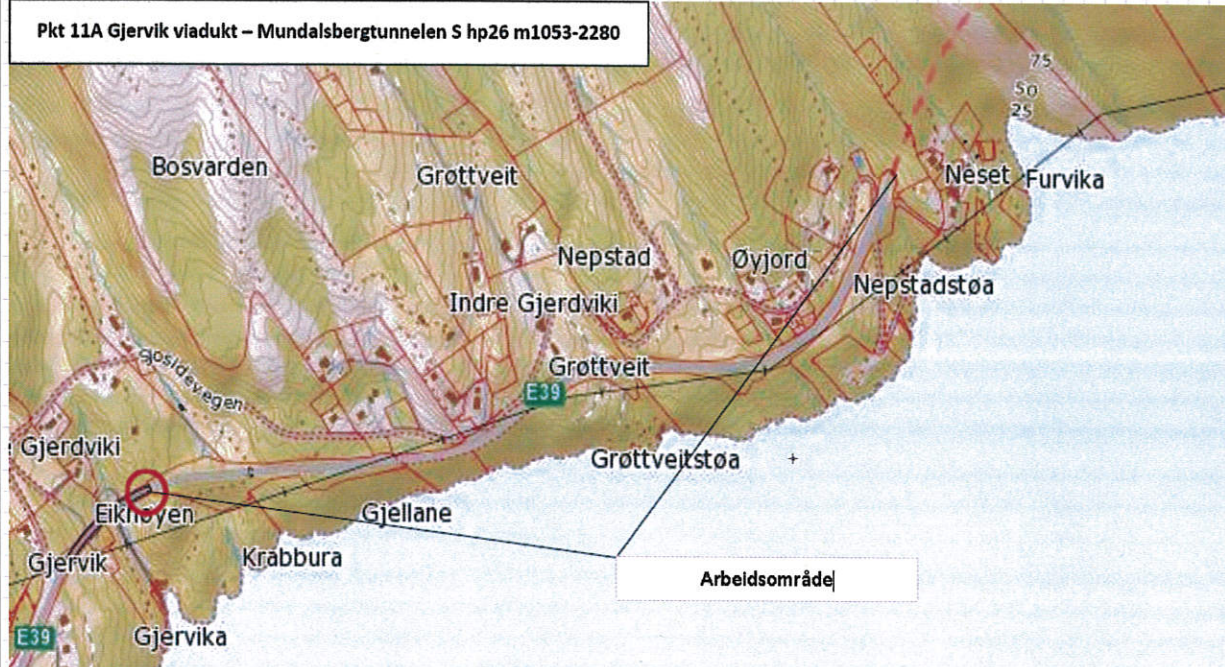 Pkt 11A Gjervik viadukt – Mundalsbergtunnelen S hp26 m1053-2280
75
50
25
Bosvarden
Grøttveit
Neset
Furvika
Nepstad
Øyjord
Nepstadstøa
Indre Gjerdviki
Gjosidevegen
Grøttveit
E39
e Gjerdviki
Grøttveitstøa
Eikhøyen
Gjellane
Gjervik
Krabbura
Arbeidsområde
E39
Gjervika